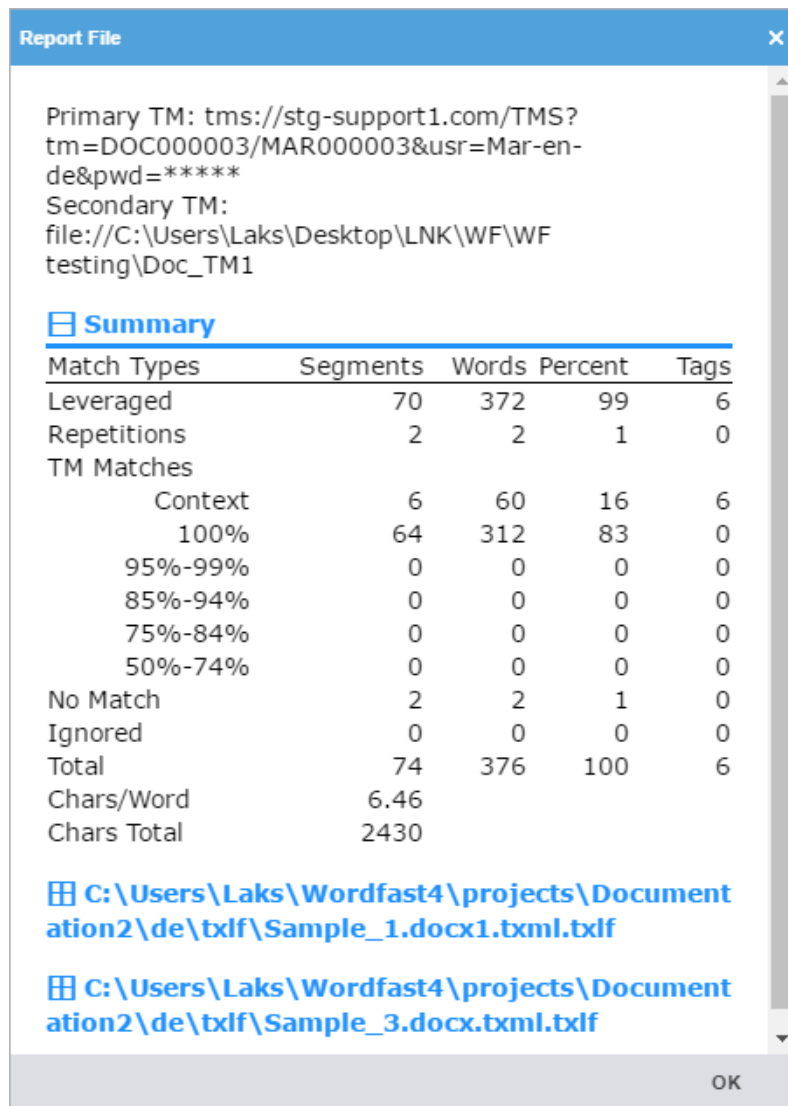 Report File
Primary TM: tms://stg-support1.com/TMS?
tm=DOC000003/MAR000003&usr=Mar-en-
de&pwd=*****
Secondary TM:
file://C:\Users\Laks\Desktop\LNK\WF\WF
testing\Doc_TM1
Summary
Match Types Segments Words Percent Tags
Leveraged 70 372 99 6
Repetitions 2 2 1 0
TM Matches
Context 6 60 16 6
100% 64 312 83 0
95%-99% 0 0 0 0
85%-94% 0 0 0 0
75%-84% 0 0 0 0
50%-74% 0 0 0 0
No Match 2 2 1 0
Ignored 0 0 0 0
Total 74 376 100 6
Chars/Word 6.46
Chars Total 2430
C:\Users\Laks\Wordfast4\projects\Document
ation2\de\txlf\Sample_1.docx1.txml.txlf
C:\Users\Laks\Wordfast4\projects\Document
ation2\de\txlf\Sample_3.docx.txml.txlf
OK